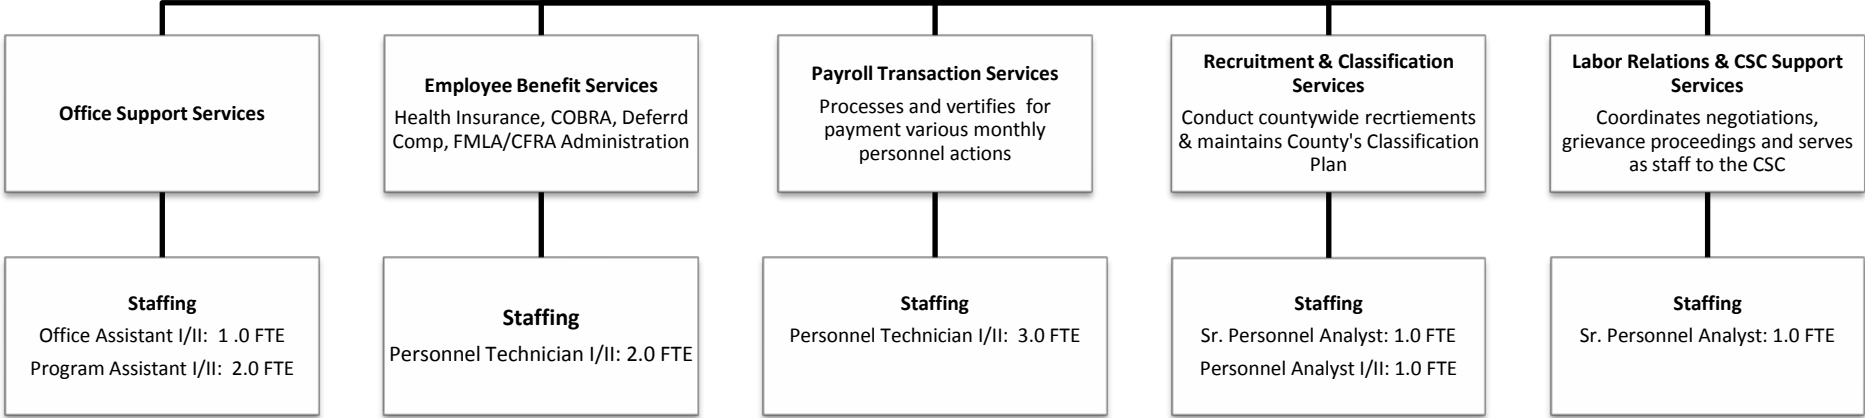 Office Support Services
Employee Benefit Services
Health Insurance, COBRA, Deferrd
Comp, FMLA/CFRA Administration
Payroll Transaction Services
Processes and vertifies  for
payment various monthly
personnel actions
Recruitment & Classification
Services
Conduct countywide recrtiements
& maintains County's Classification
Plan
Labor Relations & CSC Support
Services
Coordinates negotiations,
grievance proceedings and serves
as staff to the CSC
Staffing
Office Assistant I/II:  1 .0 FTE
Program Assistant I/II:  2.0 FTE
Staffing
Personnel Technician I/II: 2.0 FTE
Staffing
Personnel Technician I/II:  3.0 FTE
Staffing
Sr. Personnel Analyst: 1.0 FTE
Personnel Analyst I/II: 1.0 FTE
Staffing
Sr. Personnel Analyst: 1.0 FTE